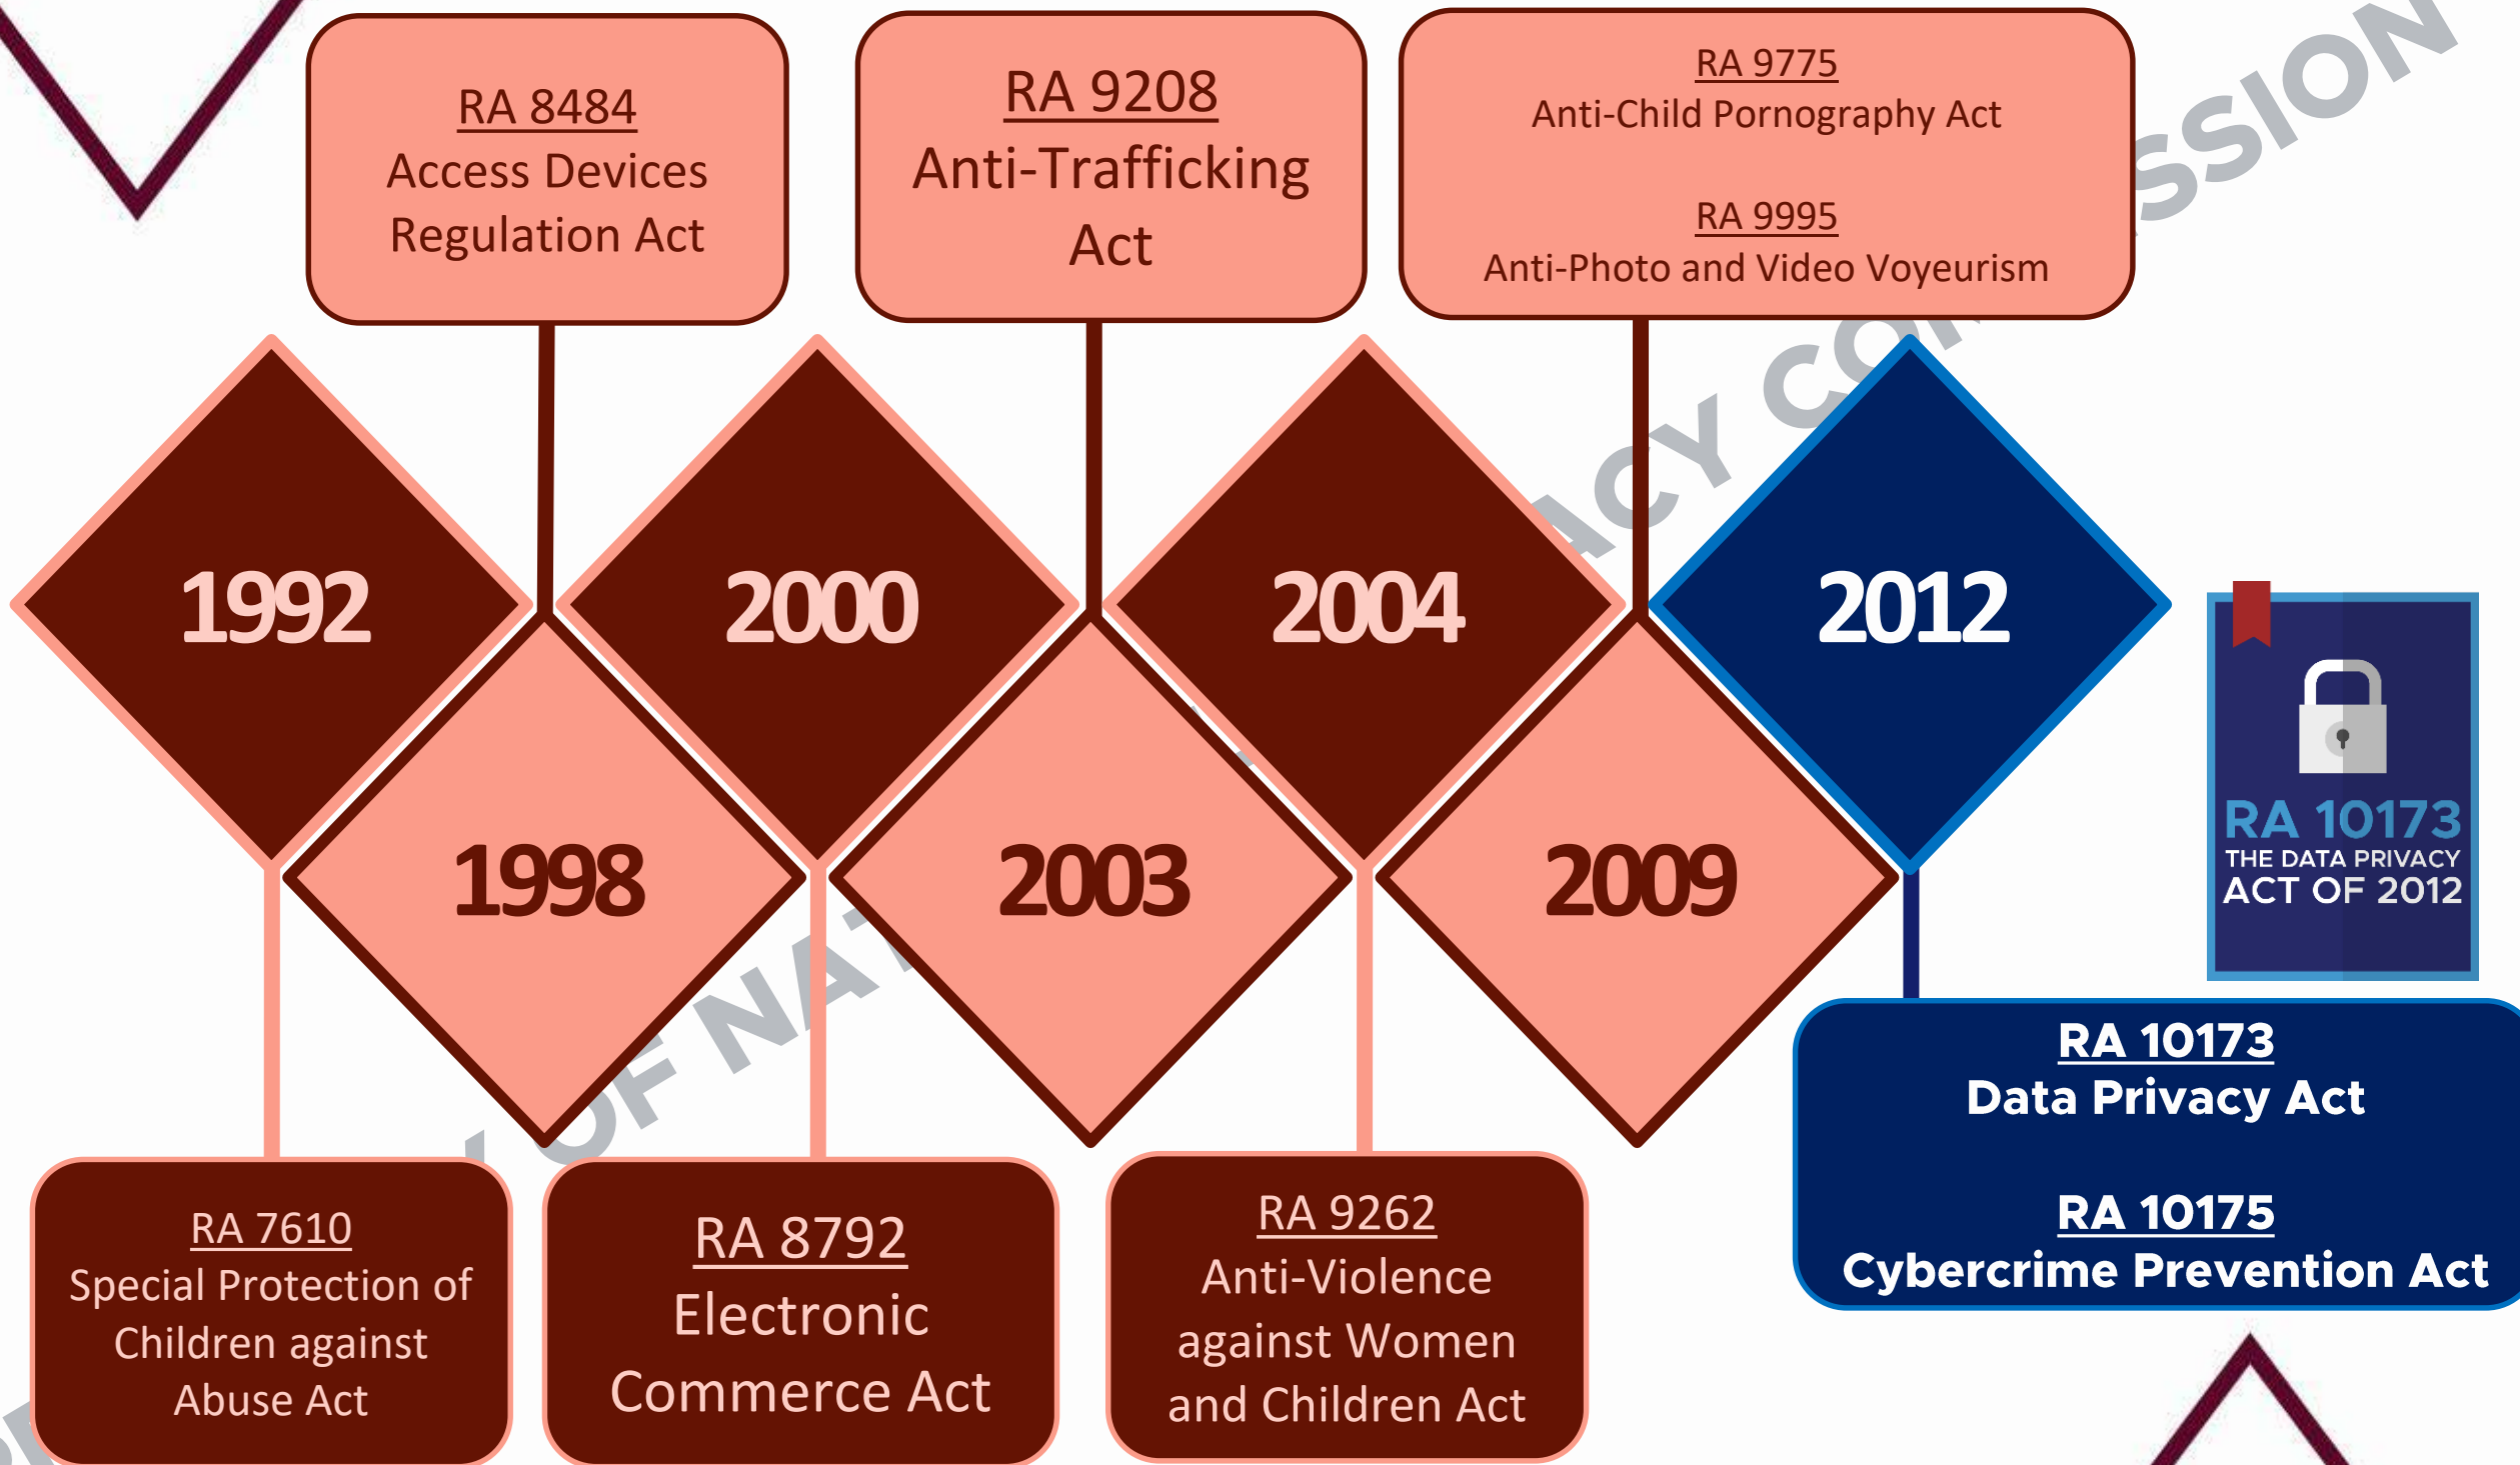 RA 8484
Access Devices
Regulation Act
RA 9208
Anti-Trafficking
Act
RA 9775
Anti-Child Pornography Act
RA 9995
Anti-Photo and Video Voyeurism
1992
2000
2004
2012
1998
2003
2009
RA 10173
THE DATA PRIVACY
ACT OF 2012
RA 7610
Special Protection of
Children against
Abuse Act
RA 8792
Electronic
Commerce Act
RA 9262
Anti-Violence
against Women
and Children Act
RA 10173
Data Privacy Act
RA 10175
Cybercrime Prevention Act
OF